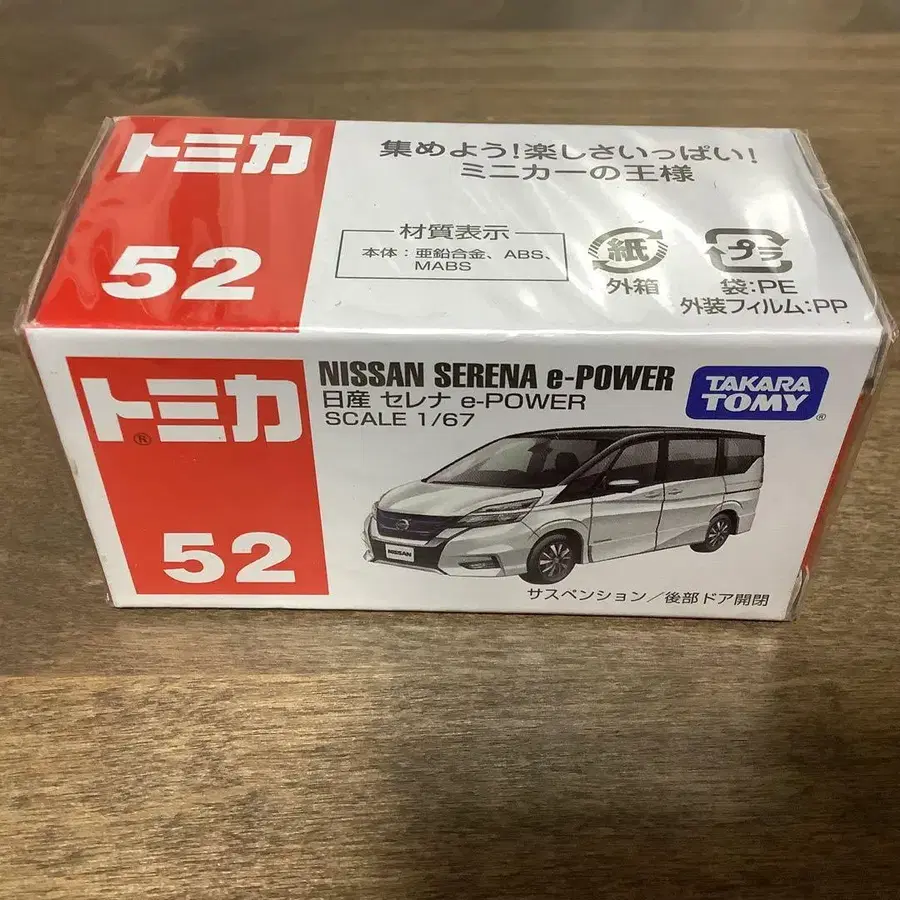 トミカ
52
集めよう!楽しさいっぱい!
ミニカーの王様
材質表示
本体:亜鉛合金、ABS、
MABS
紙
外箱
プラ
袋:PE
外装フィルム:PP
トミカ®
52
NISSAN SERENA e-POWER
日産 セレナ e-POWER
SCALE 1/67
TAKARA
TOMY®
NISSAN
サスペンション/後部ドア開閉